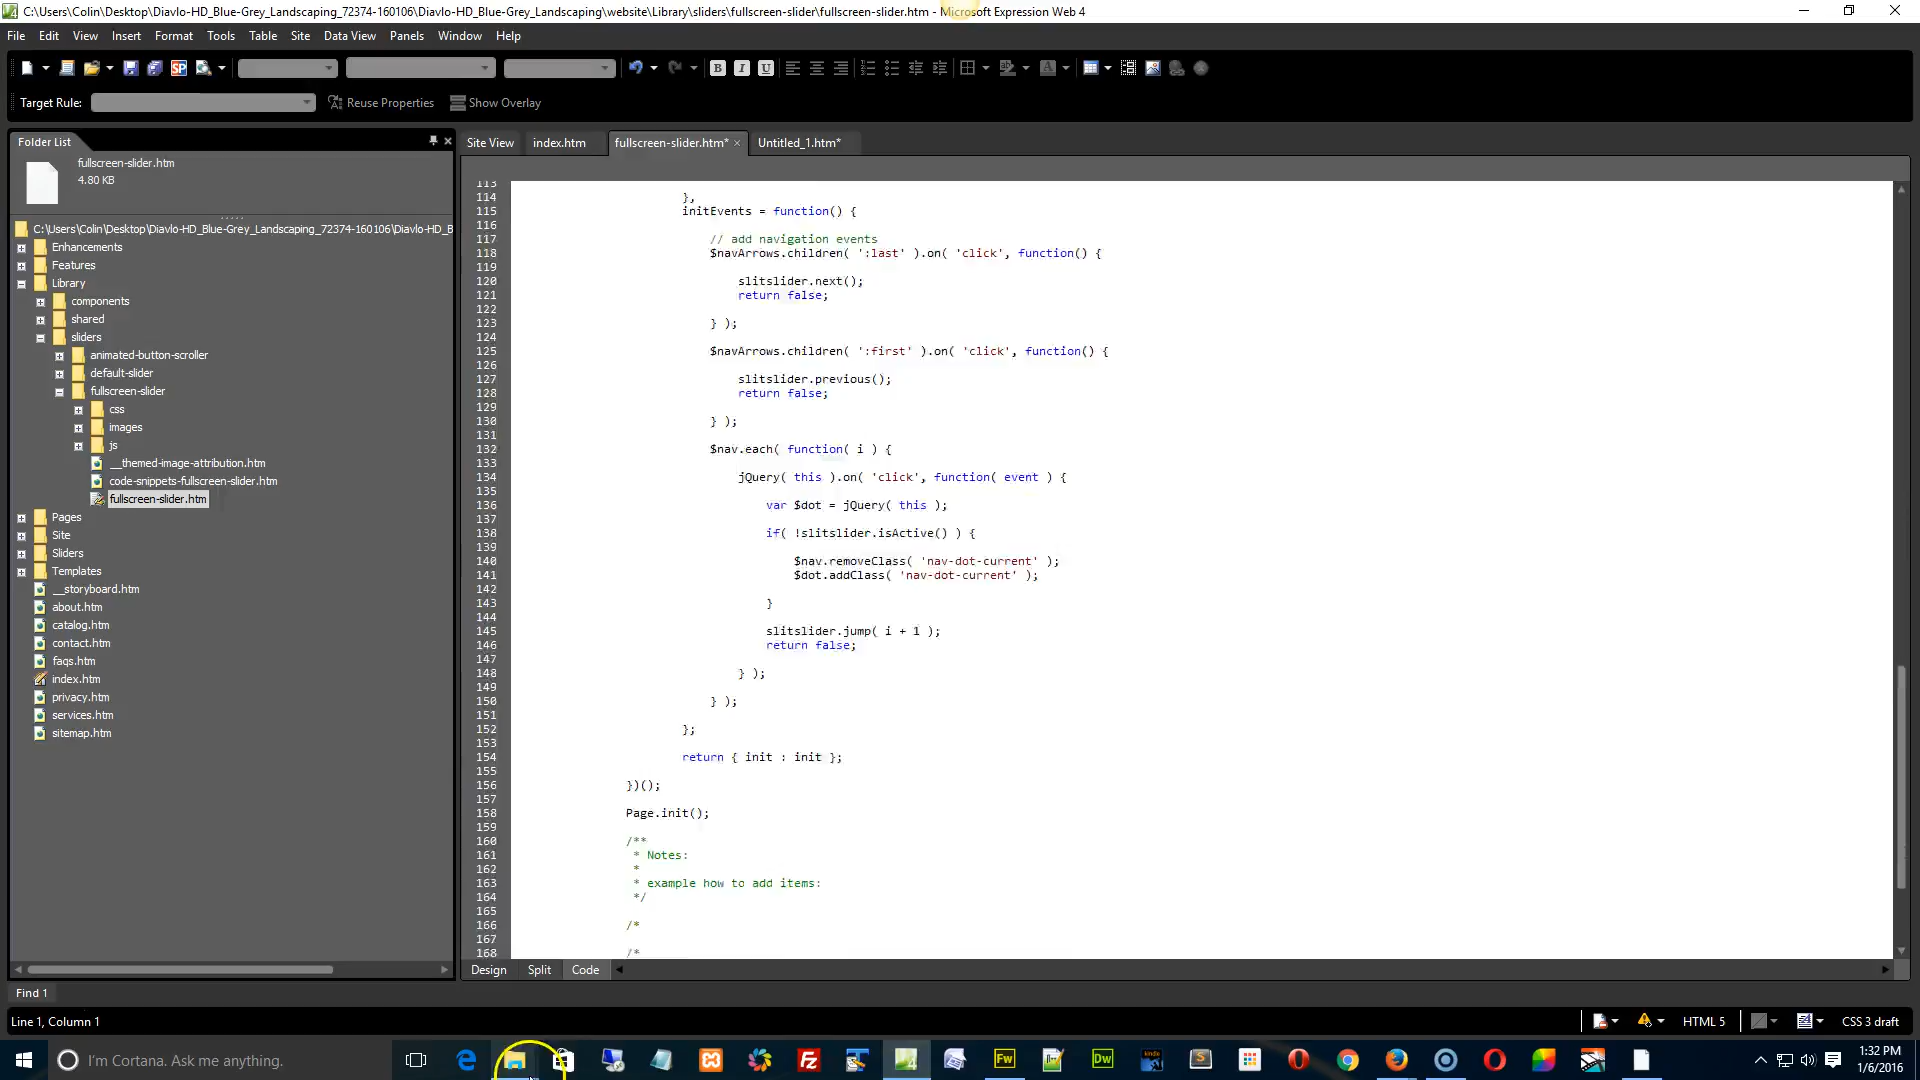 C:\Users\Colin\Desktop\Diavlo-HD_Blue-Grey_Landscaping_72374-160106\Diavlo-HD_Blue-Grey_Landscaping\website\Library\sliders\fullscreen-slider\fullscreen-slider.htm - Microsoft Expression Web 4
File Edit View Insert Format Tools Table Site Data View Panels Window Help
Target Rule: Reuse Properties Show Overlay
Folder List
Site View index.htm fullscreen-slider.htm* Untitled_1.htm*
fullscreen-slider.htm
4.80 KB
C:\Users\Colin\Desktop\Diavlo-HD_Blue-Grey_Landscaping_72374-160106\Diavlo-HD_B
Enhancements
Features
Library
components
shared
sliders
animated-button-scroller
default-slider
fullscreen-slider
css
images
js
__themed-image-attribution.htm
code-snippets-fullscreen-slider.htm
fullscreen-slider.htm
Pages
Site
Sliders
Templates
__storyboard.htm
about.htm
catalog.htm
contact.htm
faqs.htm
index.htm
privacy.htm
services.htm
sitemap.htm
113
114 },
115 initEvents = function() {
116
117 // add navigation events
118 $navArrows.children( ':last' ).on( 'click', function() {
119
120 slitslider.next();
121 return false;
122
123 } );
124
125 $navArrows.children( ':first' ).on( 'click', function() {
126
127 slitslider.previous();
128 return false;
129
130 } );
131
132 $nav.each( function( i ) {
133
134 jQuery( this ).on( 'click', function( event ) {
135
136 var $dot = jQuery( this );
137
138 if( !slitslider.isActive() ) {
139
140 $nav.removeClass( 'nav-dot-current' );
141 $dot.addClass( 'nav-dot-current' );
142
143 }
144
145 slitslider.jump( i + 1 );
146 return false;
147
148 } );
149
150 } );
151
152 };
153
154 return { init : init };
155
156 })();
157
158 Page.init();
159
160 /**
161 * Notes:
162 *
163 * example how to add items:
164 */
165
166 /*
167
168 /*
Design Split Code
Find 1
Line 1, Column 1
HTML 5
CSS 3 draft
I'm Cortana. Ask me anything.
1:32 PM
1/6/2016